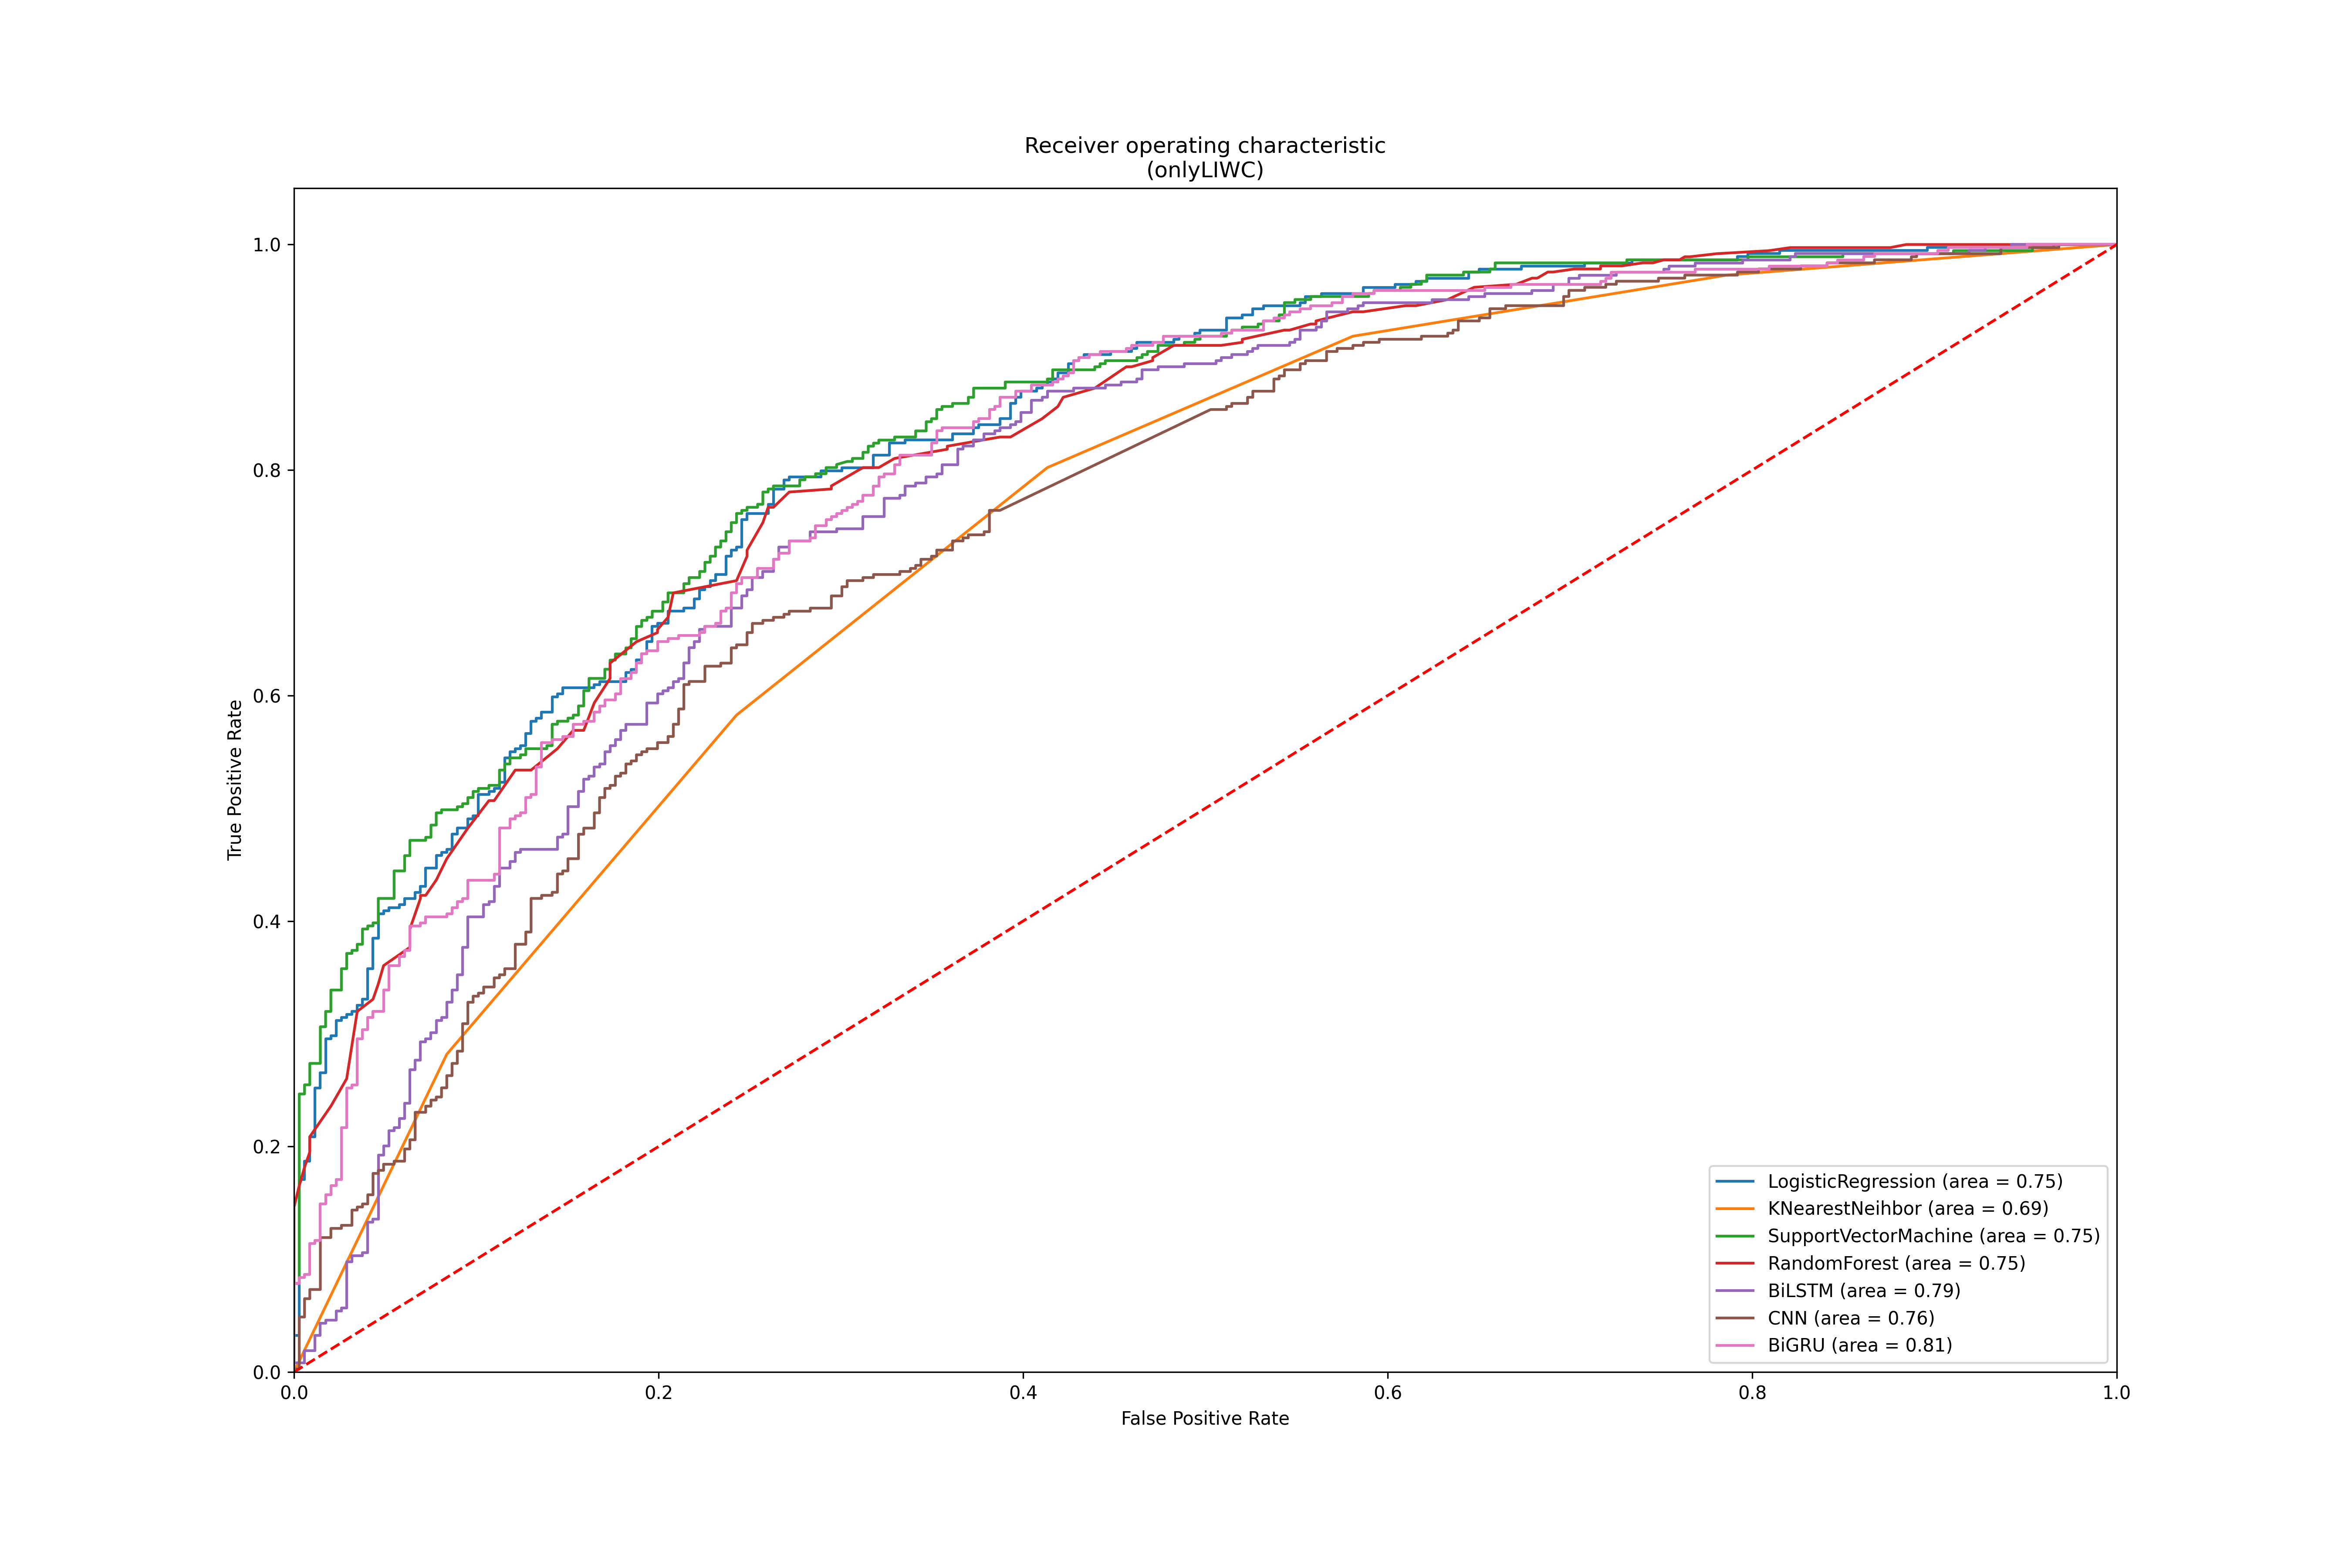 Receiver operating characteristic
(onlyLIWC)
True Positive Rate
1.0
0.8
0.6
0.4
0.2
0.0
0.0 0.2 0.4 0.6 0.8 1.0
False Positive Rate
LogisticRegression (area = 0.75)
KNearestNeihbor (area = 0.69)
SupportVectorMachine (area = 0.75)
RandomForest (area = 0.75)
BiLSTM (area = 0.79)
CNN (area = 0.76)
BiGRU (area = 0.81)